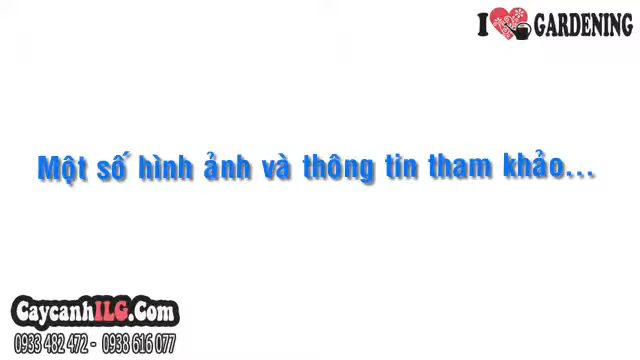 I GARDENING
Một số hình ảnh và thông tin tham khảo...
CaycanhILG.Com
0933 482 472 - 0938 616 077